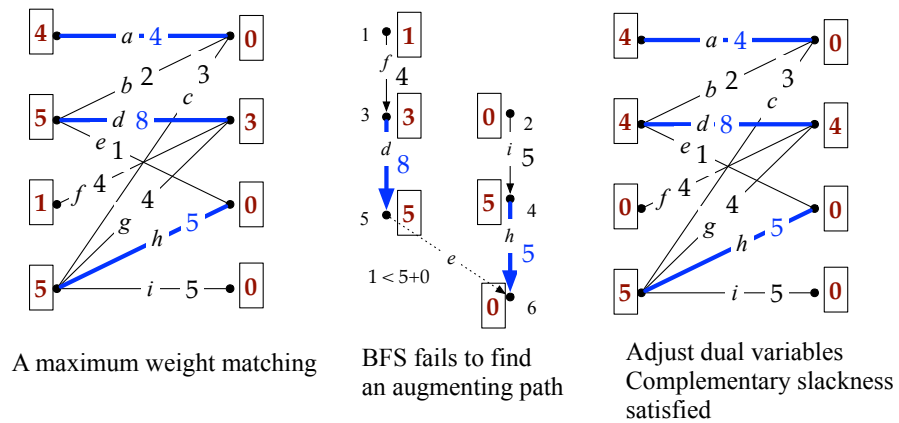 4 a 4 0
b 2 3
c
5 d 8 3
e 1
1 f 4 4 0
g
h 5
5 i 5 0
A maximum weight matching
1 1
f 4
3 3 0 2
d i 5
8
5 5 5 4
e h 5
1 < 5+0
0 6
BFS fails to find
an augmenting path
4 a 4 0
b 2 3
c
4 d 8 4
e 1
0 f 4 4 0
g
h 5
5 i 5 0
Adjust dual variables
Complementary slackness
satisfied